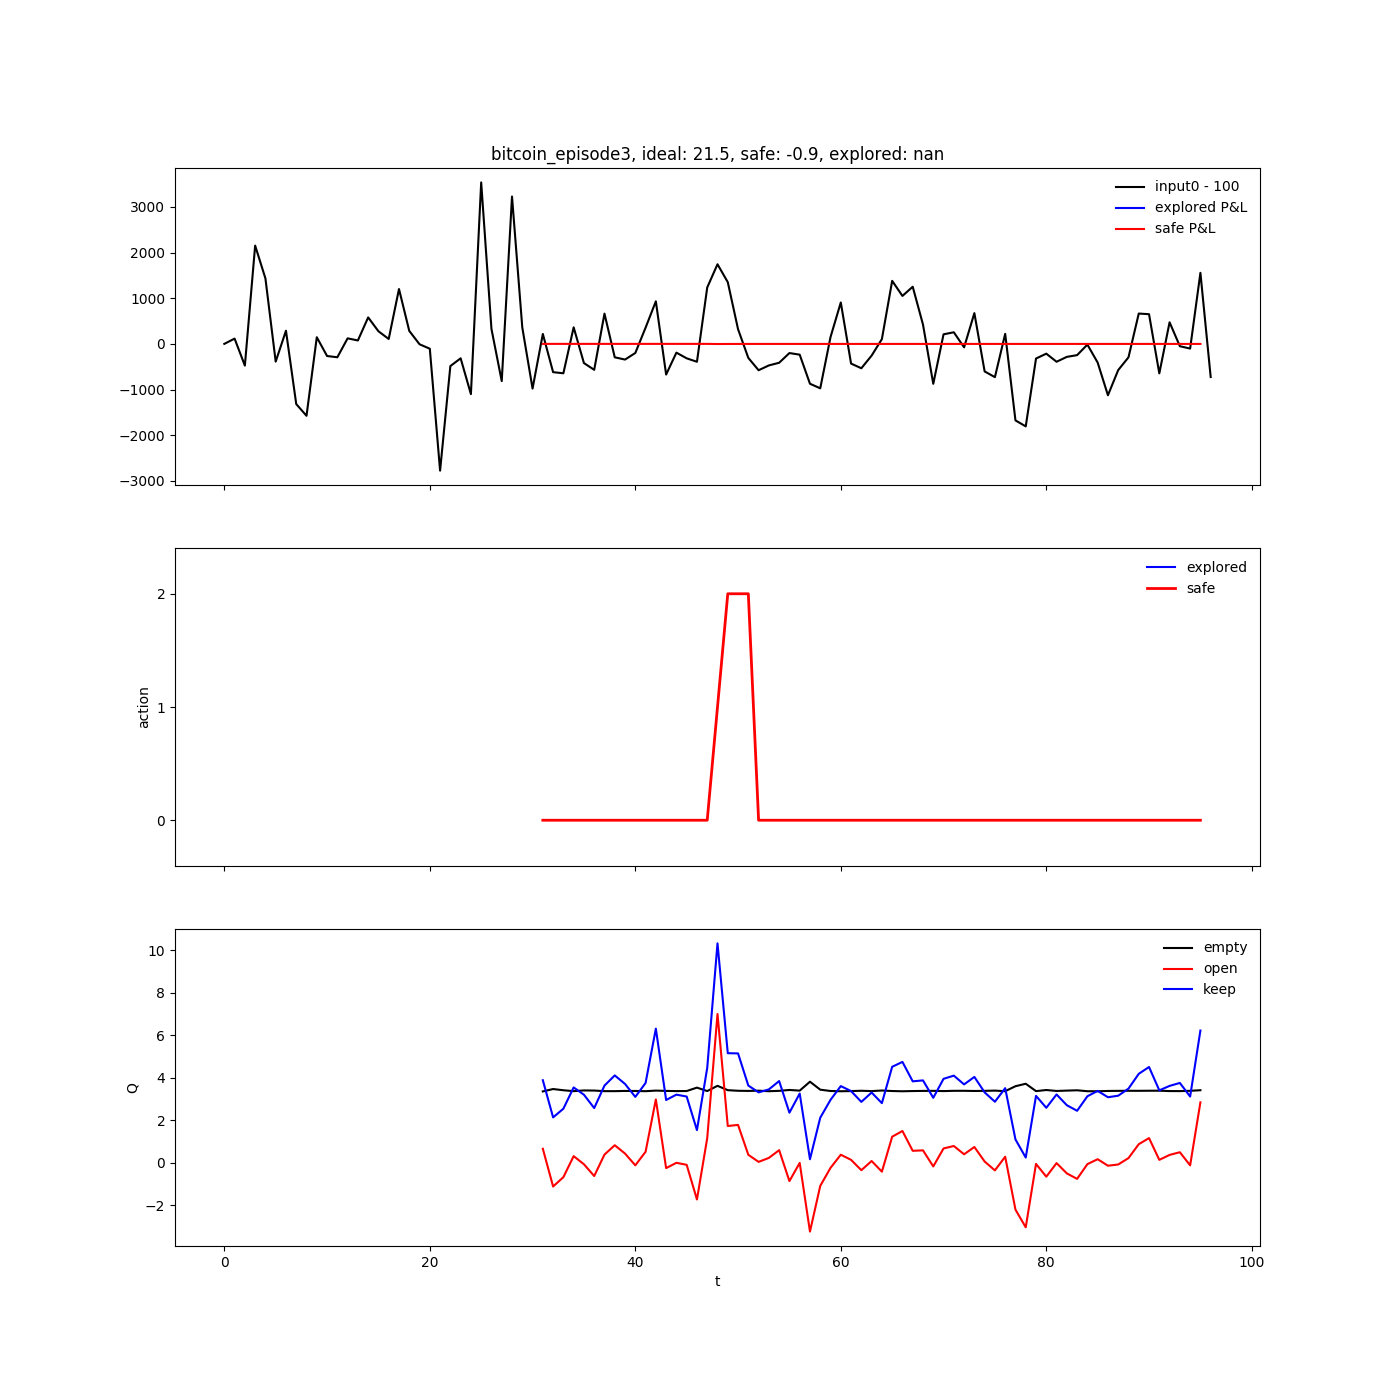 bitcoin_episode3, ideal: 21.5, safe: -0.9, explored: nan
3000
2000
1000
0
−1000
−2000
−3000
input0 - 100
explored P&L
safe P&L
action
2
1
0
explored
safe
Q
10
8
6
4
2
0
−2
empty
open
keep
0 20 40 60 80 100
t